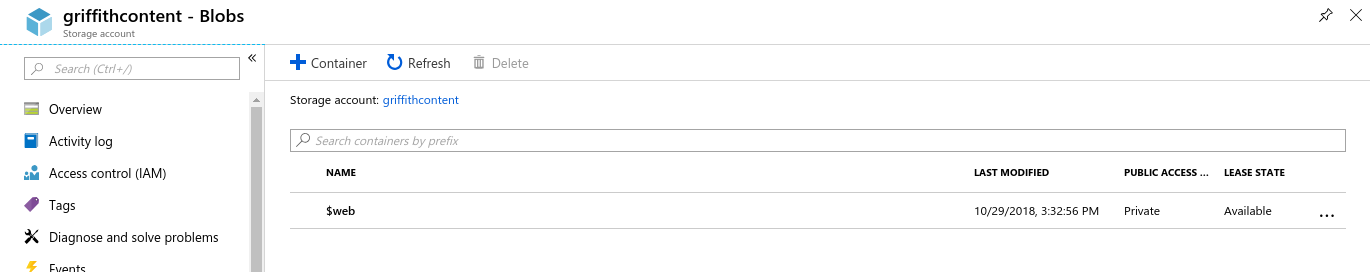 griffithcontent - Blobs
Storage account
Search (Ctrl+/)
«
Overview
Activity log
Access control (IAM)
Tags
Diagnose and solve problems
Events
Container Refresh Delete
Storage account: griffithcontent
Search containers by prefix
NAME LAST MODIFIED PUBLIC ACCESS ... LEASE STATE
$web 10/29/2018, 3:32:56 PM Private Available ...